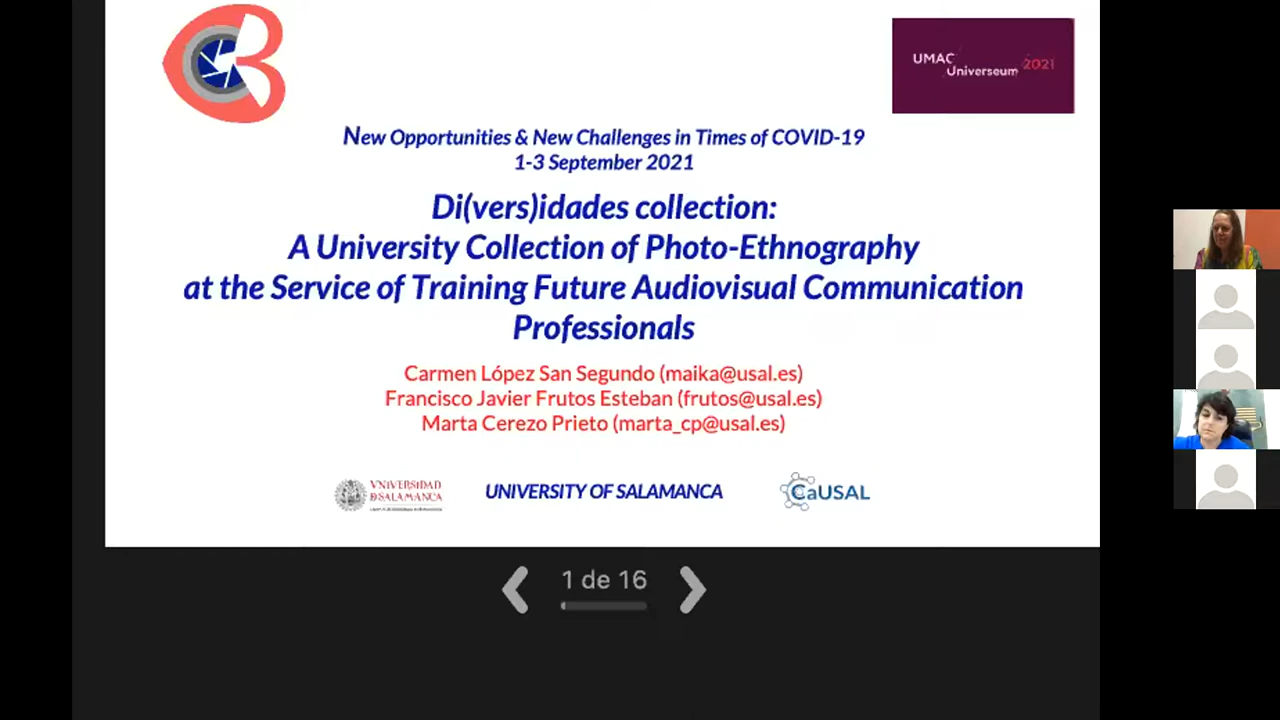 UMAC
Universeum 2021
New Opportunities & New Challenges in Times of COVID-19
1-3 September 2021
Di(vers)idades collection:
A University Collection of Photo-Ethnography
at the Service of Training Future Audiovisual Communication
Professionals
Carmen López San Segundo (maika@usal.es)
Francisco Javier Frutos Esteban (frutos@usal.es)
Marta Cerezo Prieto (marta_cp@usal.es)
VNiVERSiDAD
D SALAMANCA
UNIVERSITY OF SALAMANCA
CaUSAL
1 de 16